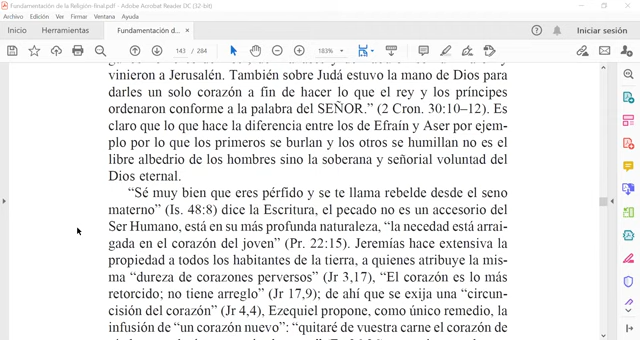 Fundamentación de la Religión-final.pdf - Adobe Acrobat Reader DC (32-bit)
Archivo Edición Ver Firmar Ventana Ayuda
Inicio Herramientas Fundamentación d... × Iniciar sesión
143 / 284 183%
vinieron a Jerusalén. También sobre Judá estuvo la mano de Dios para
darles un solo corazón a fin de hacer lo que el rey y los príncipes
ordenaron conforme a la palabra del SEÑOR.” (2 Cron. 30:10–12). Es
claro que lo que hace la diferencia entre los de Efraín y Aser por ejem-
plo por lo que los primeros se burlan y los otros se humillan no es el
libre albedrio de los hombres sino la soberana y señorial voluntad del
Dios eternal.
“Sé muy bien que eres pérfido y se te llama rebelde desde el seno
materno” (Is. 48:8) dice la Escritura, el pecado no es un accesorio del
Ser Humano, está en su más profunda naturaleza, “la necedad está arrai-
gada en el corazón del joven” (Pr. 22:15). Jeremías hace extensiva la
propiedad a todos los habitantes de la tierra, a quienes atribuye la mis-
ma “dureza de corazones perversos” (Jr 3,17), “El corazón es lo más
retorcido; no tiene arreglo” (Jr 17,9); de ahí que se exija una “circun-
cisión del corazón” (Jr 4,4), Ezequiel propone, como único remedio, la
infusión de “un corazón nuevo”: “quitaré de vuestra carne el corazón de